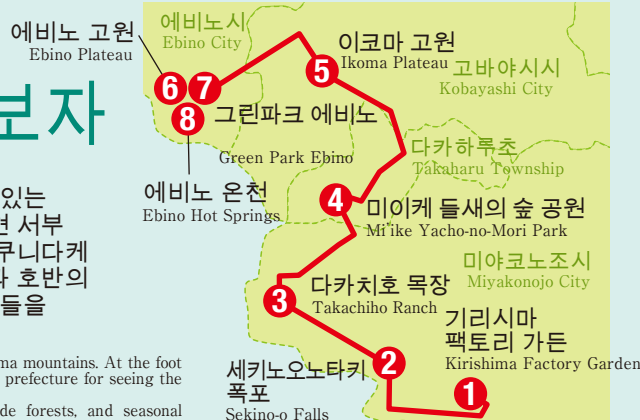 에비노 고원
Ebino Plateau
에비노시
Ebino City
이코마 고원
Ikoma Plateau
고바야시시
Kobayashi City
6
7
5
8
보자
그린파크 에비노
Green Park Ebino
다카하루초
Takaharu Township
에비노 온천
Ebino Hot Springs
4
미이케 들새의 숲 공원
Mi'ike Yacho-no-Mori Park
있는
현 서부
쿠니다케
호반의
들을
미야코노조시
Miyakonojo City
3
다카치호 목장
Takachiho Ranch
기리시마
팩토리 가든
Kirishima Factory Garden
2
세키노오노타키
폭포
Sekino-o Falls
1
mountains. At the foot
prefecture for seeing the
forests, and seasonal